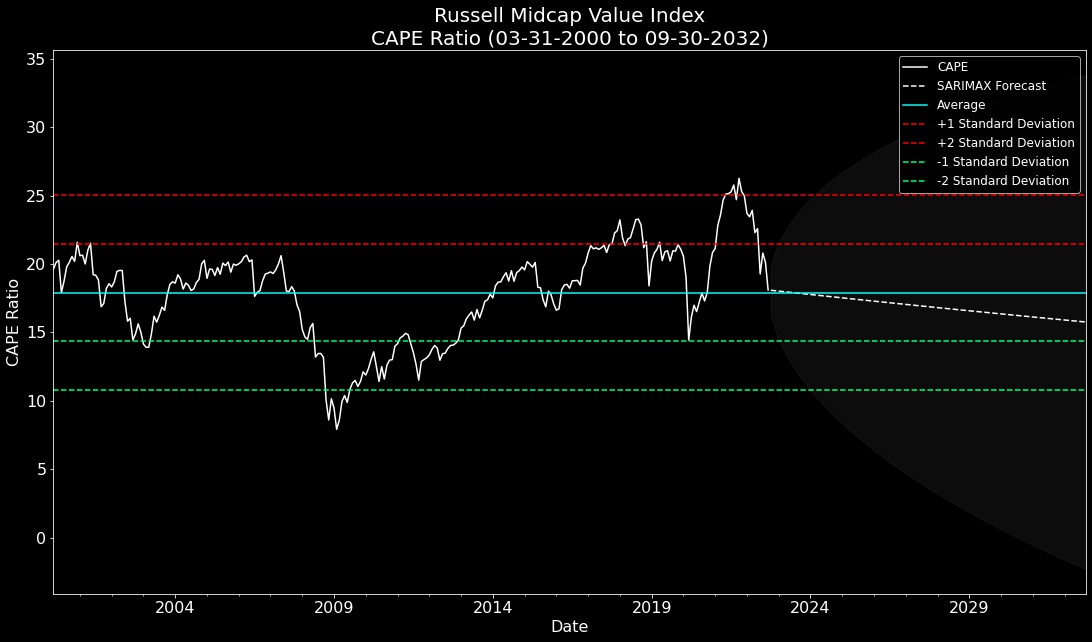 Russell Midcap Value Index
CAPE Ratio (03-31-2000 to 09-30-2032)
CAPE
SARIMAX Forecast
Average
+1 Standard Deviation
+2 Standard Deviation
-1 Standard Deviation
-2 Standard Deviation
CAPE Ratio
35
30
25
20
15
10
5
0
2004
2009
2014
2019
2024
2029
Date